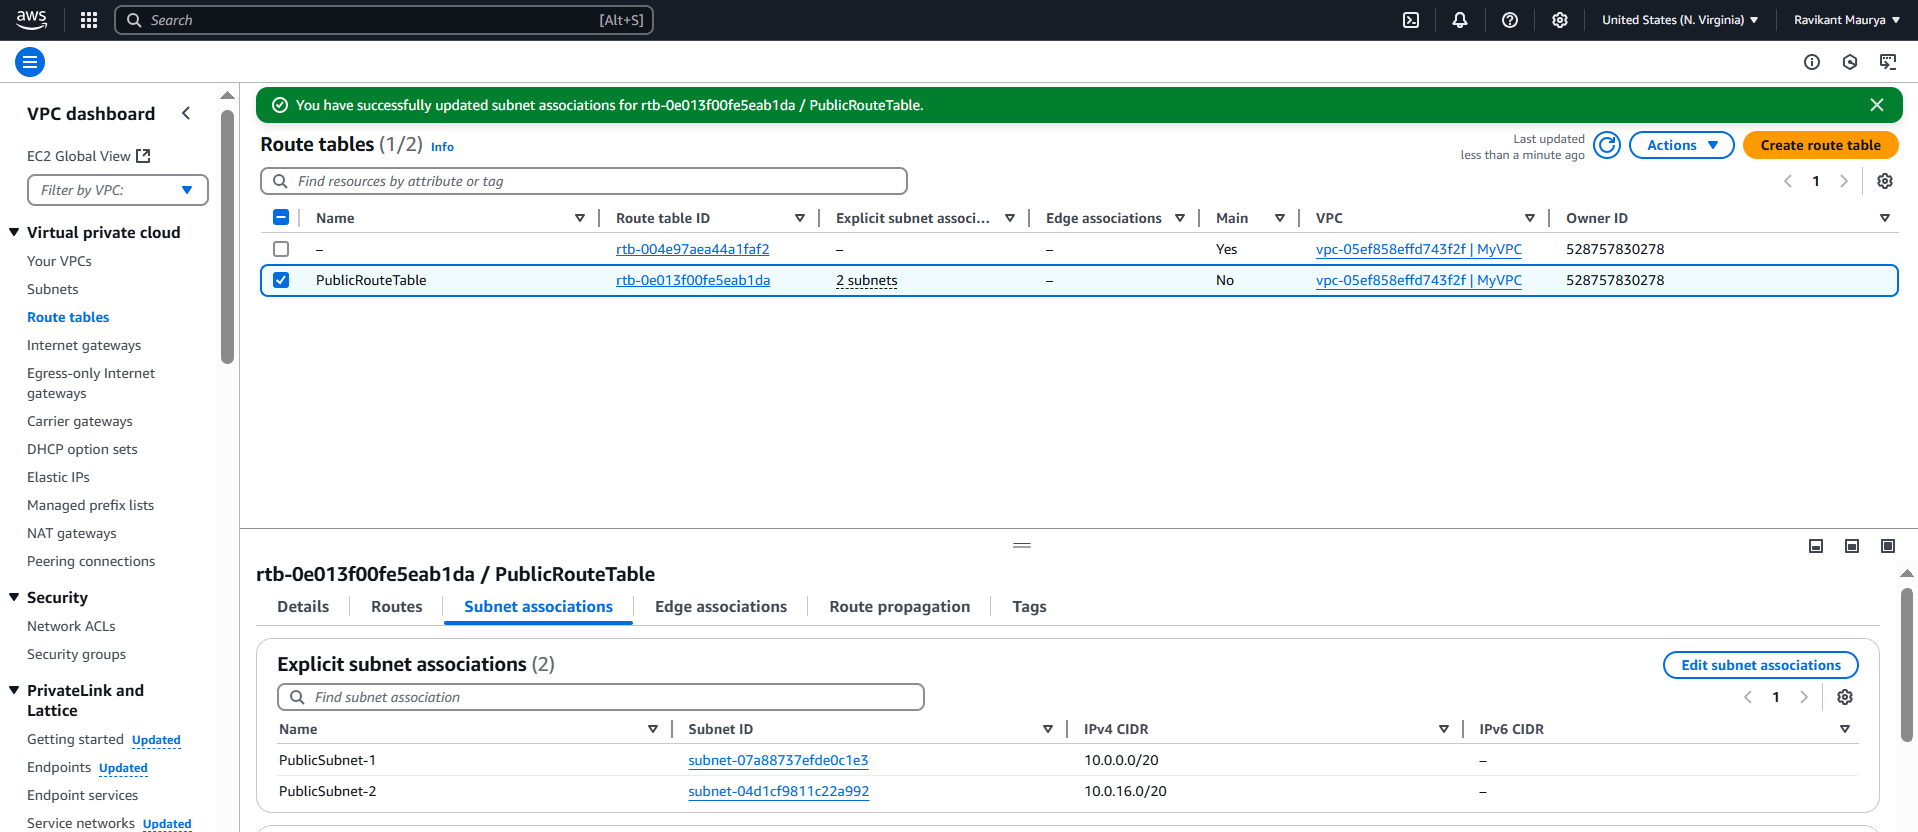 aws Search [Alt+S] United States (N. Virginia) Ravikant Maurya
VPC dashboard
EC2 Global View
Filter by VPC:
Virtual private cloud
Your VPCs
Subnets
Route tables
Internet gateways
Egress-only Internet
gateways
Carrier gateways
DHCP option sets
Elastic IPs
Managed prefix lists
NAT gateways
Peering connections
Security
Network ACLs
Security groups
PrivateLink and
Lattice
Getting started Updated
Endpoints Updated
Endpoint services
Service networks Updated
You have successfully updated subnet associations for rtb-0e013f00fe5eab1da / PublicRouteTable.
Route tables (1/2) Info
Last updated
less than a minute ago
Actions
Create route table
Find resources by attribute or tag
1
Name Route table ID Explicit subnet associ... Edge associations Main VPC Owner ID
– rtb-004e97aea44a1faf2 – – Yes vpc-05ef858effd743f2f | MyVPC 528757830278
PublicRouteTable rtb-0e013f00fe5eab1da 2 subnets – No vpc-05ef858effd743f2f | MyVPC 528757830278
rtb-0e013f00fe5eab1da / PublicRouteTable
Details Routes Subnet associations Edge associations Route propagation Tags
Explicit subnet associations (2)
Edit subnet associations
Find subnet association
1
Name Subnet ID IPv4 CIDR IPv6 CIDR
PublicSubnet-1 subnet-07a88737efde0c1e3 10.0.0.0/20 –
PublicSubnet-2 subnet-04d1cf9811c22a992 10.0.16.0/20 –